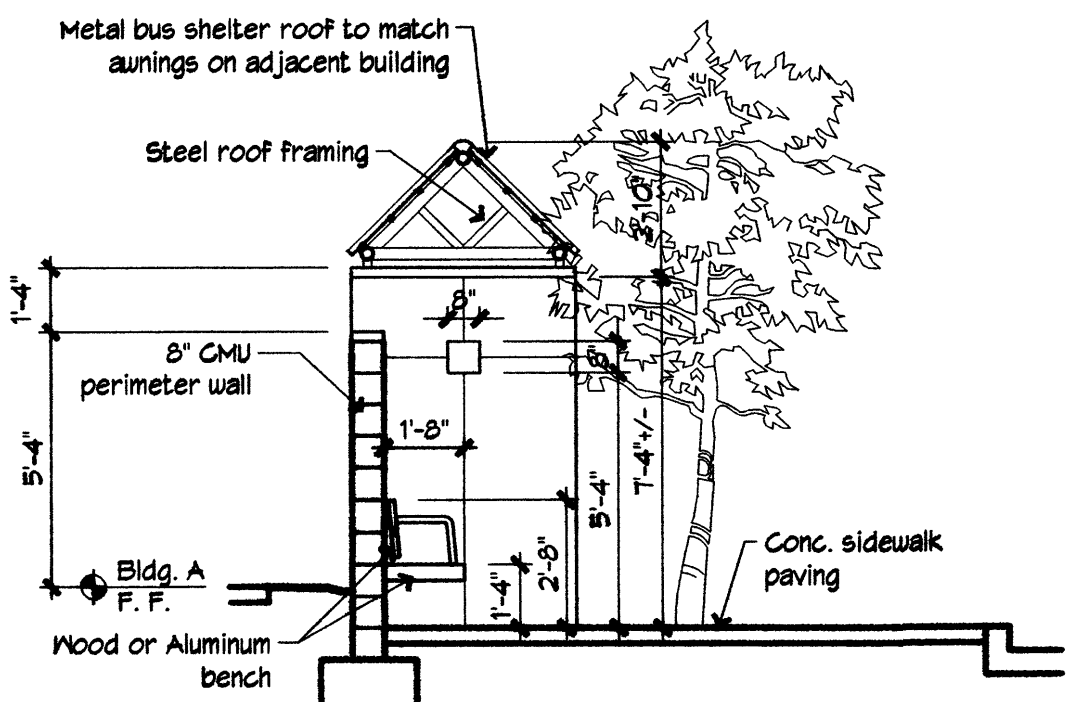 Metal bus shelter roof to match
awnings on adjacent building
Steel roof framing
3'-10"
1'-4"
8"
8" CMU
perimeter wall
8"
1'-8"
7'-4"+/-
5'-4"
5'-4"
2'-8"
1'-4"
Conc. sidewalk
paving
Bldg. A
F. F.
Wood or Aluminum
bench